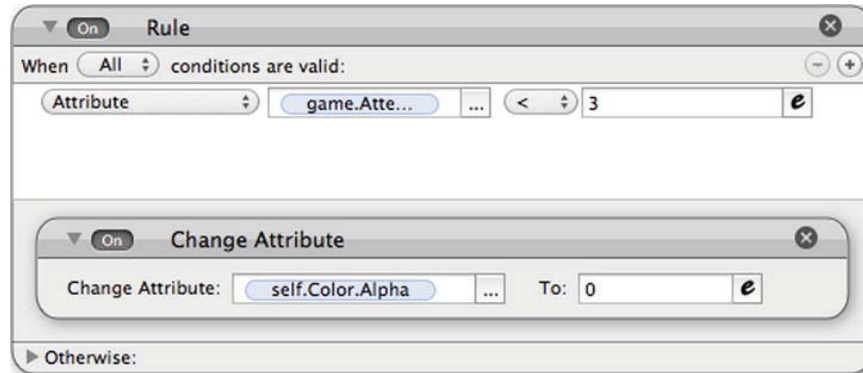 On Rule
When All conditions are valid:
Attribute game.Atte... ... < 3 e
On Change Attribute
Change Attribute: self.Color.Alpha ... To: 0 e
Otherwise: